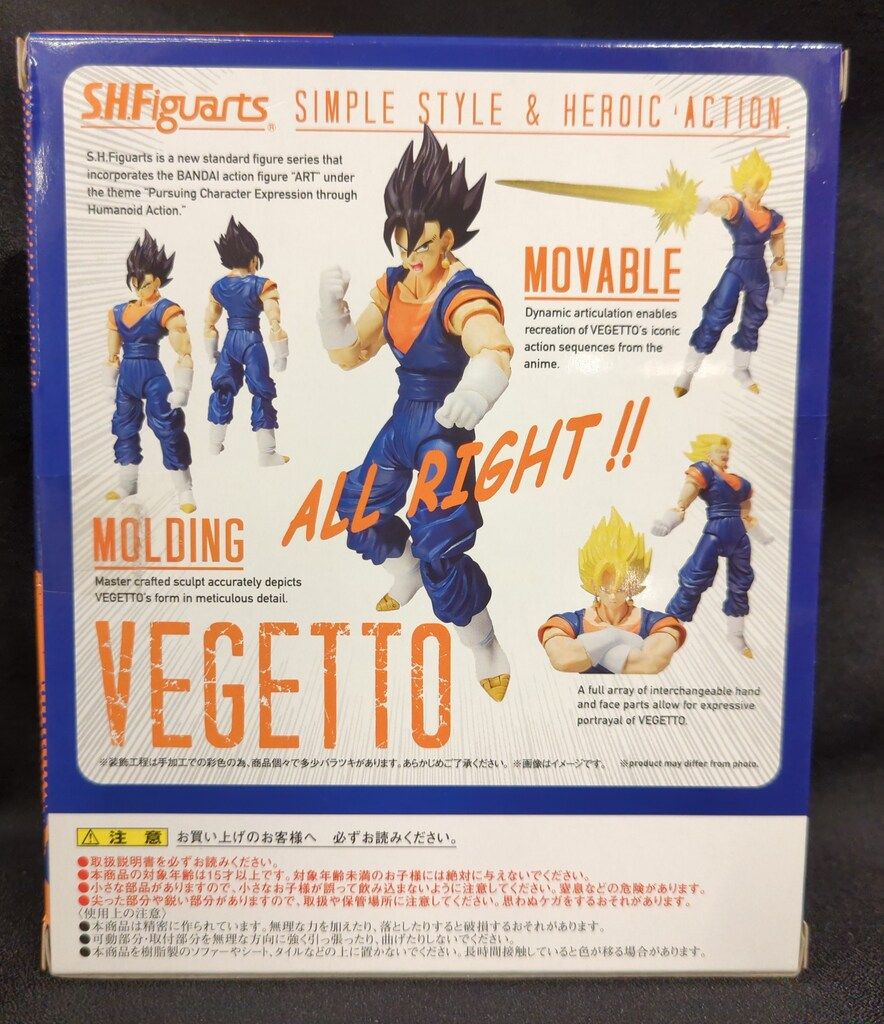 S.H.Figuarts® SIMPLE STYLE & HEROIC ACTION.
S.H.Figuarts is a new standard figure series that
incorporates the BANDAI action figure "ART" under
the theme "Pursuing Character Expression through
Humanoid Action."
MOVABLE
Dynamic articulation enables
recreation of VEGETTO's iconic
action sequences from the
anime.
ALL RIGHT!!
MOLDING
Master crafted sculpt accurately depicts
VEGETTO's form in meticulous detail.
VEGETTO
A full array of interchangeable hand
and face parts allow for expressive
portrayal of VEGETTO.
※装飾工程は手加工での彩色の為、商品個々で多少バラツキがあります。あらかじめご了承ください。※画像はイメージです。 ※product may differ from photo.
注意 お買い上げのお客様へ 必ずお読みください。
●取扱説明書を必ずお読みください。
●本商品の対象年齢は15才以上です。対象年齢未満のお子様には絶対に与えないでください。
●小さな部品がありますので、小さなお子様が誤って飲み込まないように注意してください。窒息などの危険があります。
●尖った部分や鋭い部分がありますので、取扱や保管場所に注意してください。思わぬケガをするおそれがあります。
〈使用上の注意〉
●本商品は精密に作られています。無理な力を加えたり、落としたりすると破損するおそれがあります。
●可動部分・取付部分を無理な方向に強く引っ張ったり、曲げたりしないでください。
●本商品を樹脂製のソファーやシート、タイルなどの上に置かないでください。長時間接触していると色が移る場合があります。